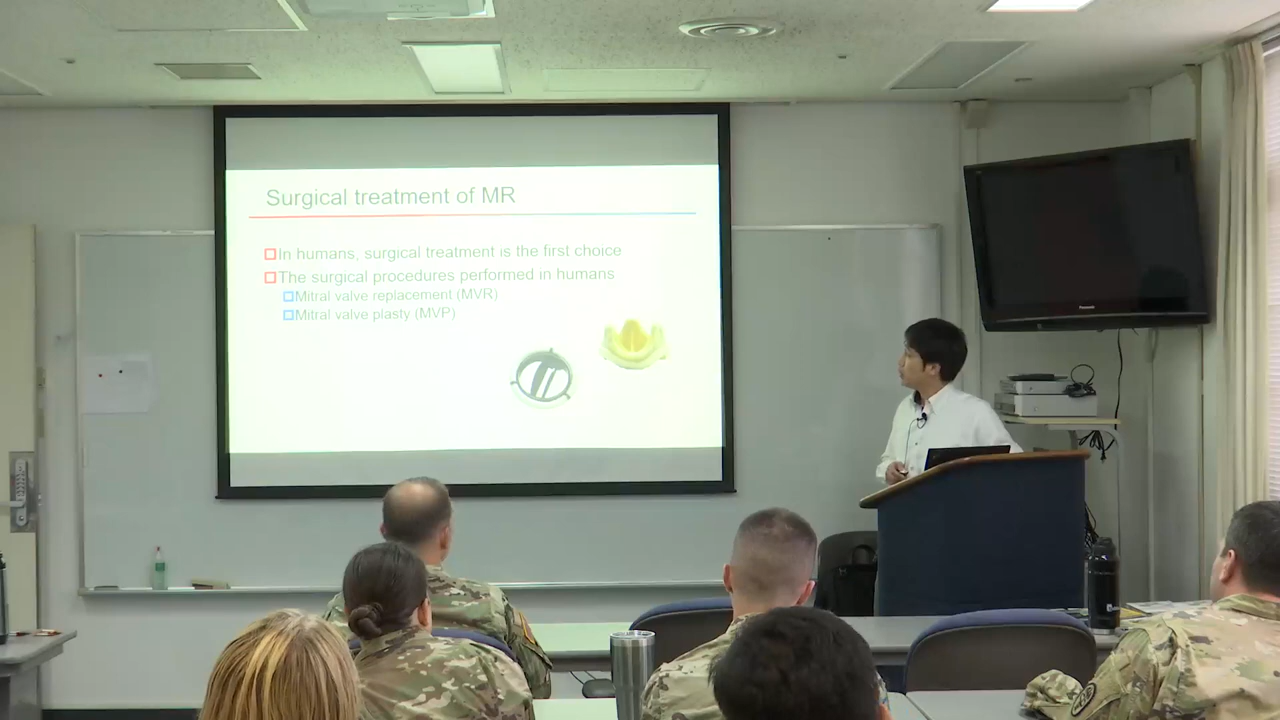 Surgical treatment of MR
In humans, surgical treatment is the first choice
The surgical procedures performed in humans
Mitral valve replacement (MVR)
Mitral valve plasty (MVP)
Panasonic